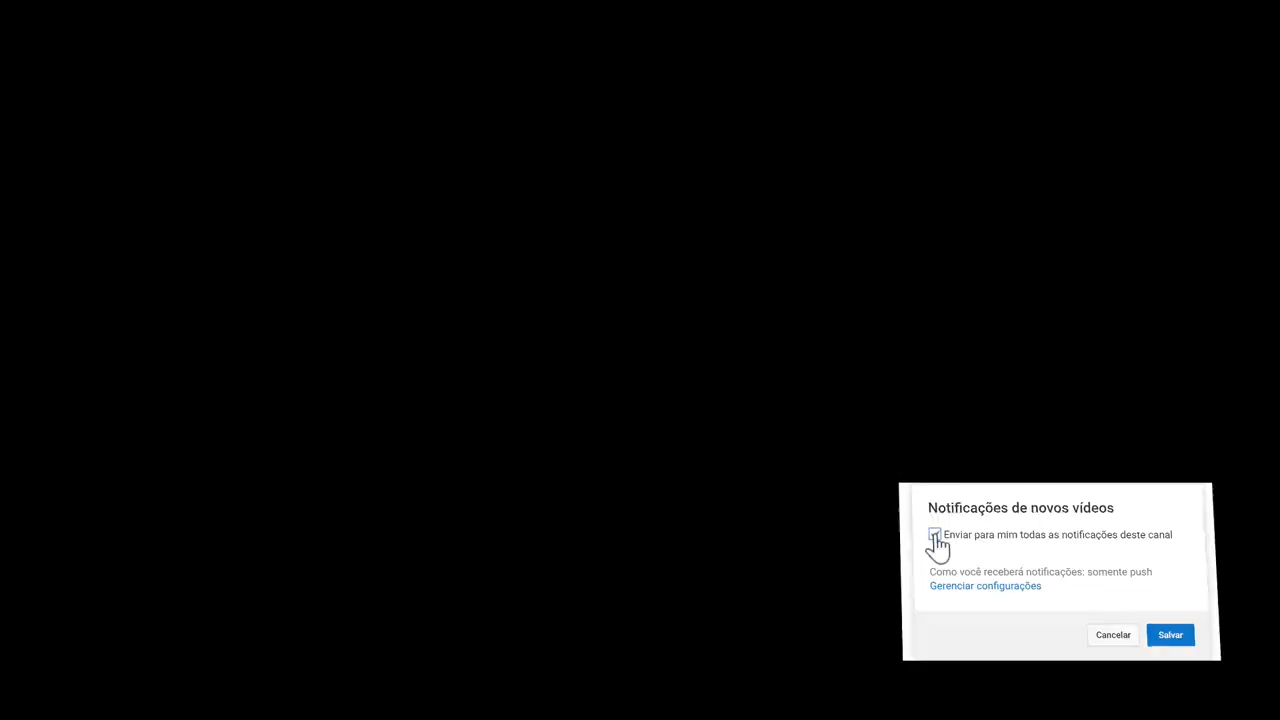 Notificações de novos vídeos
Enviar para mim todas as notificações deste canal
Como você receberá notificações: somente push
Gerenciar configurações
Cancelar Salvar